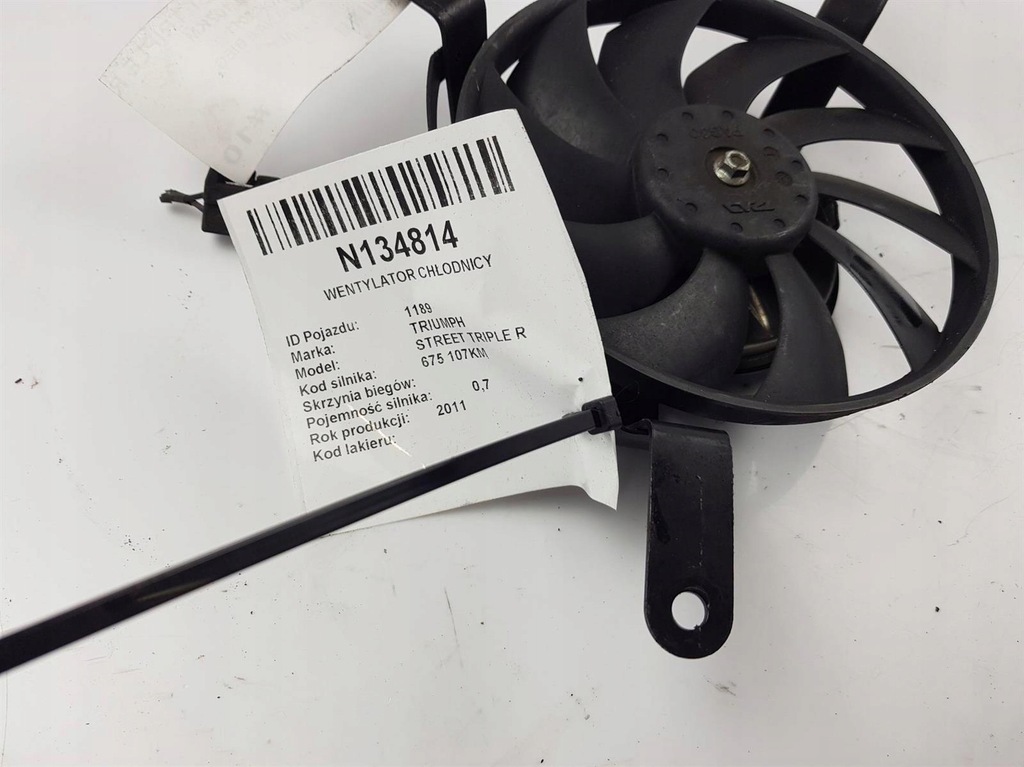 N134814
WENTYLATOR CHŁODNICY
ID Pojazdu: 1189
Marka: TRIUMPH
Model: STREET TRIPLE R
Kod silnika: 675 107KM
Skrzynia biegów:
Pojemność silnika: 0,7
Rok produkcji: 2011
Kod lakieru: